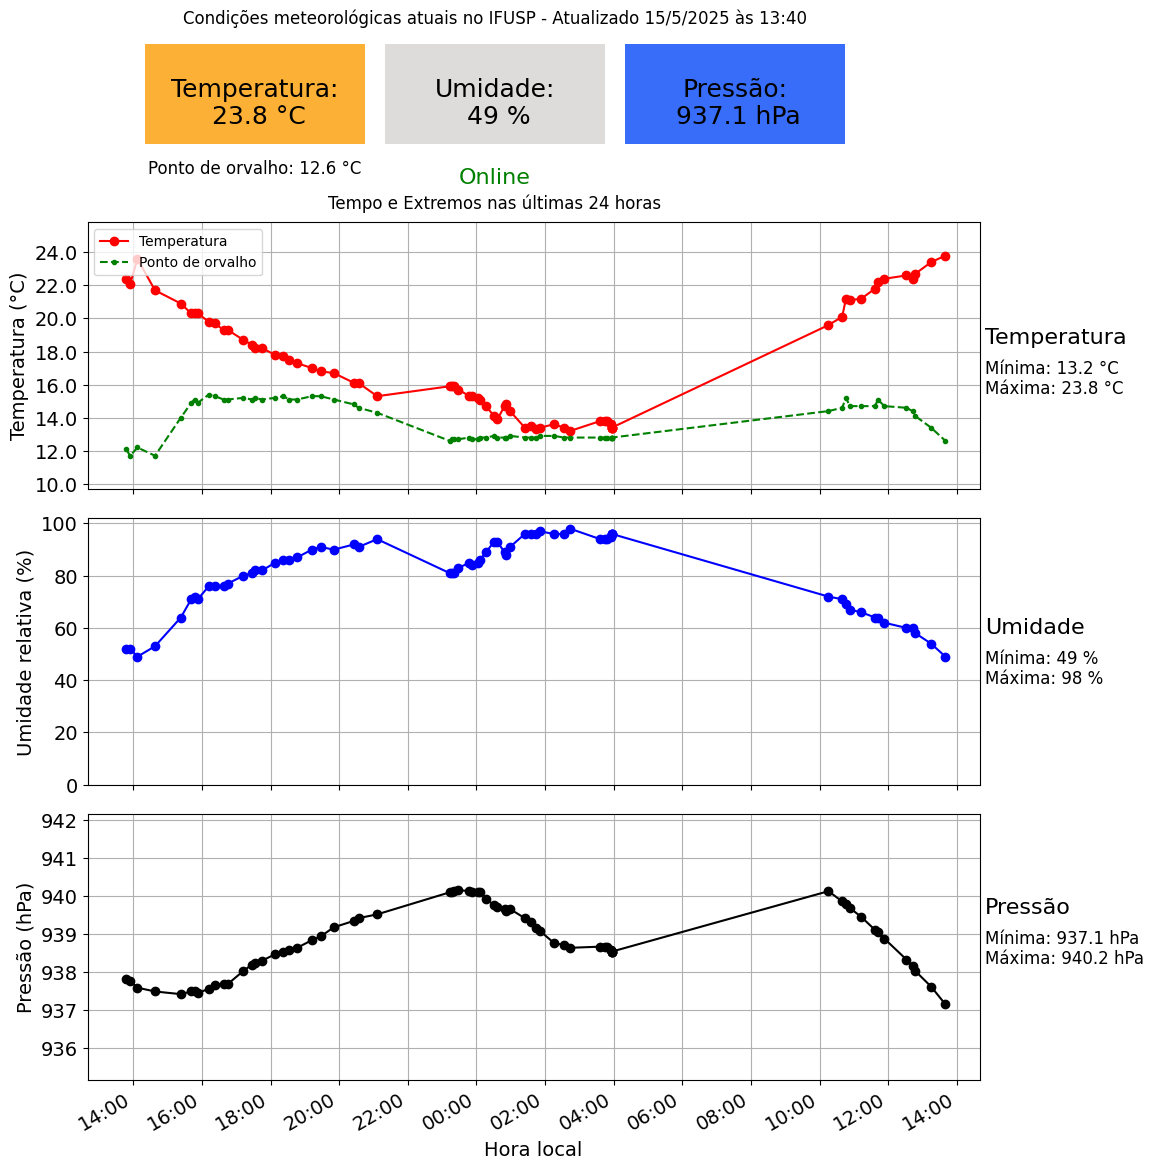 Condições meteorológicas atuais no IFUSP - Atualizado 15/5/2025 às 13:40
Temperatura:
23.8 °C
Umidade:
49 %
Pressão:
937.1 hPa
Ponto de orvalho: 12.6 °C
Online
Tempo e Extremos nas últimas 24 horas
Temperatura (°C)
24.0
22.0
20.0
18.0
16.0
14.0
12.0
10.0
Temperatura
Ponto de orvalho
Temperatura
Mínima: 13.2 °C
Máxima: 23.8 °C
Umidade relativa (%)
100
80
60
40
20
0
Umidade
Mínima: 49 %
Máxima: 98 %
Pressão (hPa)
942
941
940
939
938
937
936
Pressão
Mínima: 937.1 hPa
Máxima: 940.2 hPa
14:00 16:00 18:00 20:00 22:00 00:00 02:00 04:00 06:00 08:00 10:00 12:00 14:00
Hora local